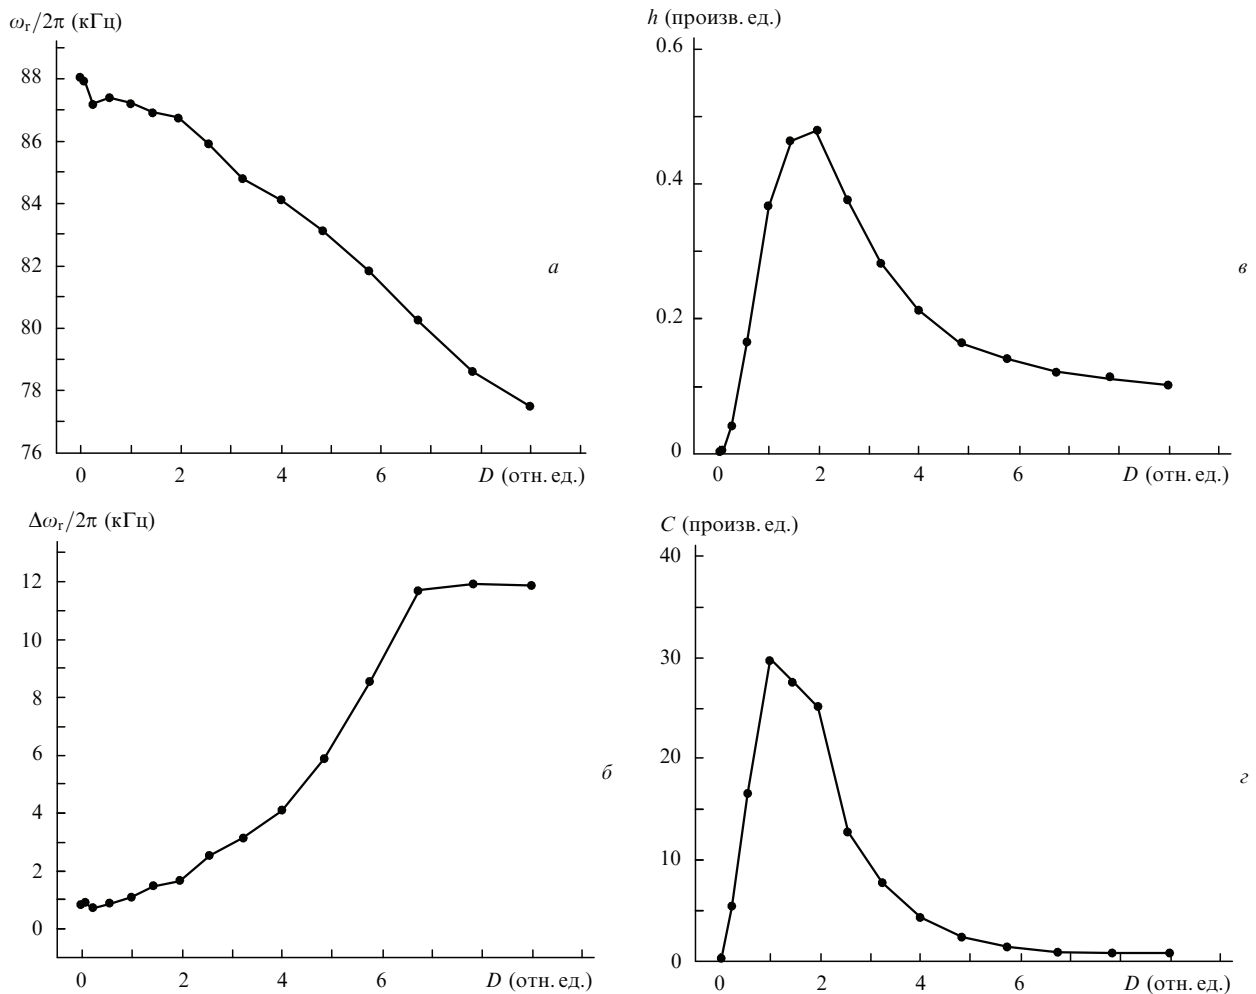 ωг/2π (кГц)
88
86
84
82
80
78
76
0 2 4 6 D (отн. ед.)
а
h (произв. ед.)
0.6
0.4
0.2
0
0 2 4 6 D (отн. ед.)
в
Δωг/2π (кГц)
12
10
8
6
4
2
0
0 2 4 6 D (отн. ед.)
б
C (произв. ед.)
40
30
20
10
0
0 2 4 6 D (отн. ед.)
г